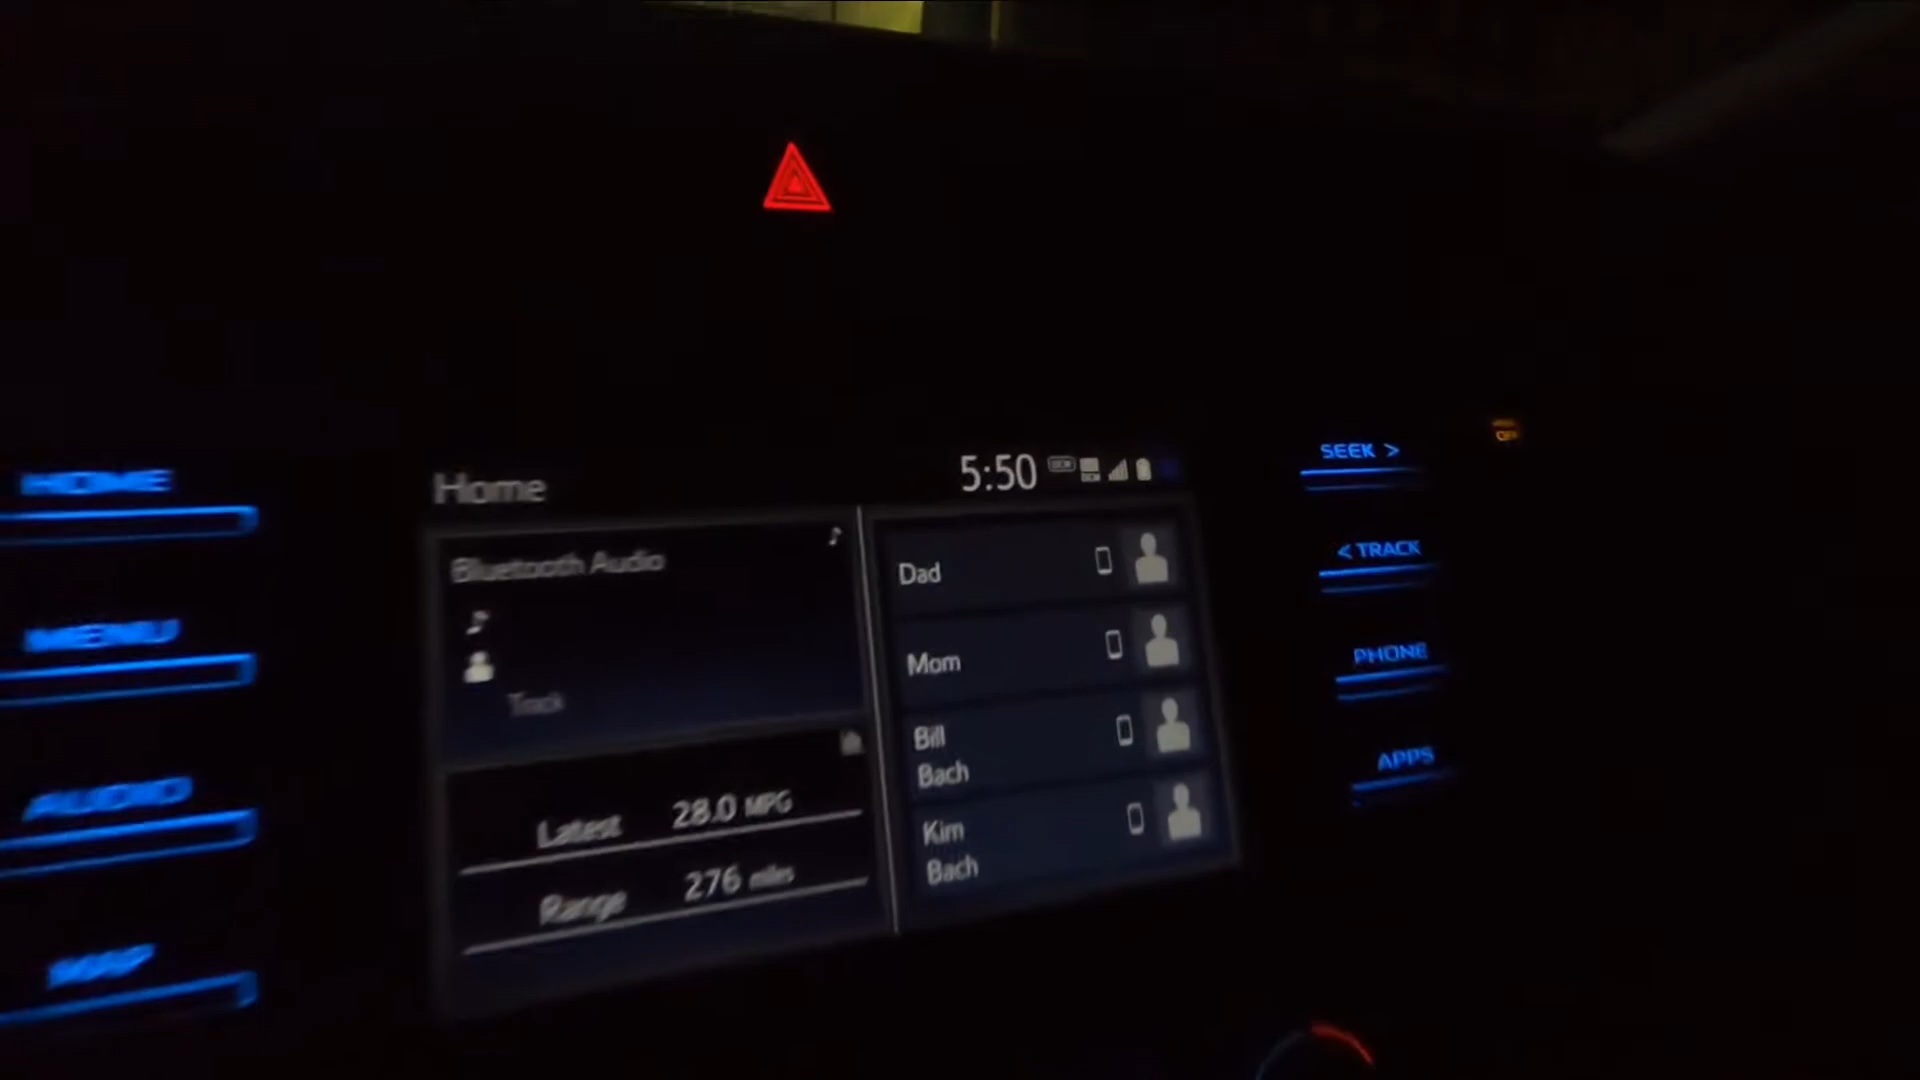 HOME
MENU
AUDIO
MAP
Home
5:50
Bluetooth Audio
Track
Latest 28.0 MPG
Range 276 miles
Dad
Mom
Bill
Bach
Kim
Bach
SEEK >
< TRACK
PHONE
APPS
OFF